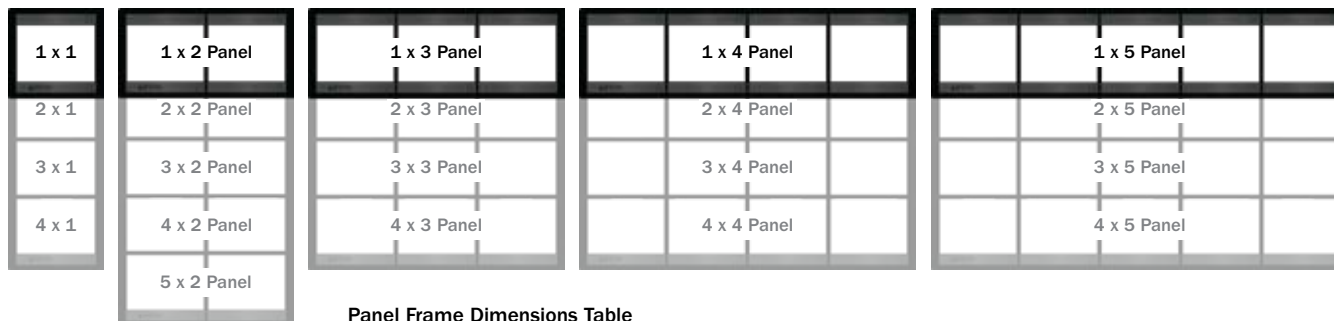 1 x 1
1 x 2 Panel
1 x 3 Panel
1 x 4 Panel
1 x 5 Panel
2 x 1
2 x 2 Panel
2 x 3 Panel
2 x 4 Panel
2 x 5 Panel
3 x 1
3 x 2 Panel
3 x 3 Panel
3 x 4 Panel
3 x 5 Panel
4 x 1
4 x 2 Panel
4 x 3 Panel
4 x 4 Panel
4 x 5 Panel
5 x 2 Panel
Panel Frame Dimensions Table